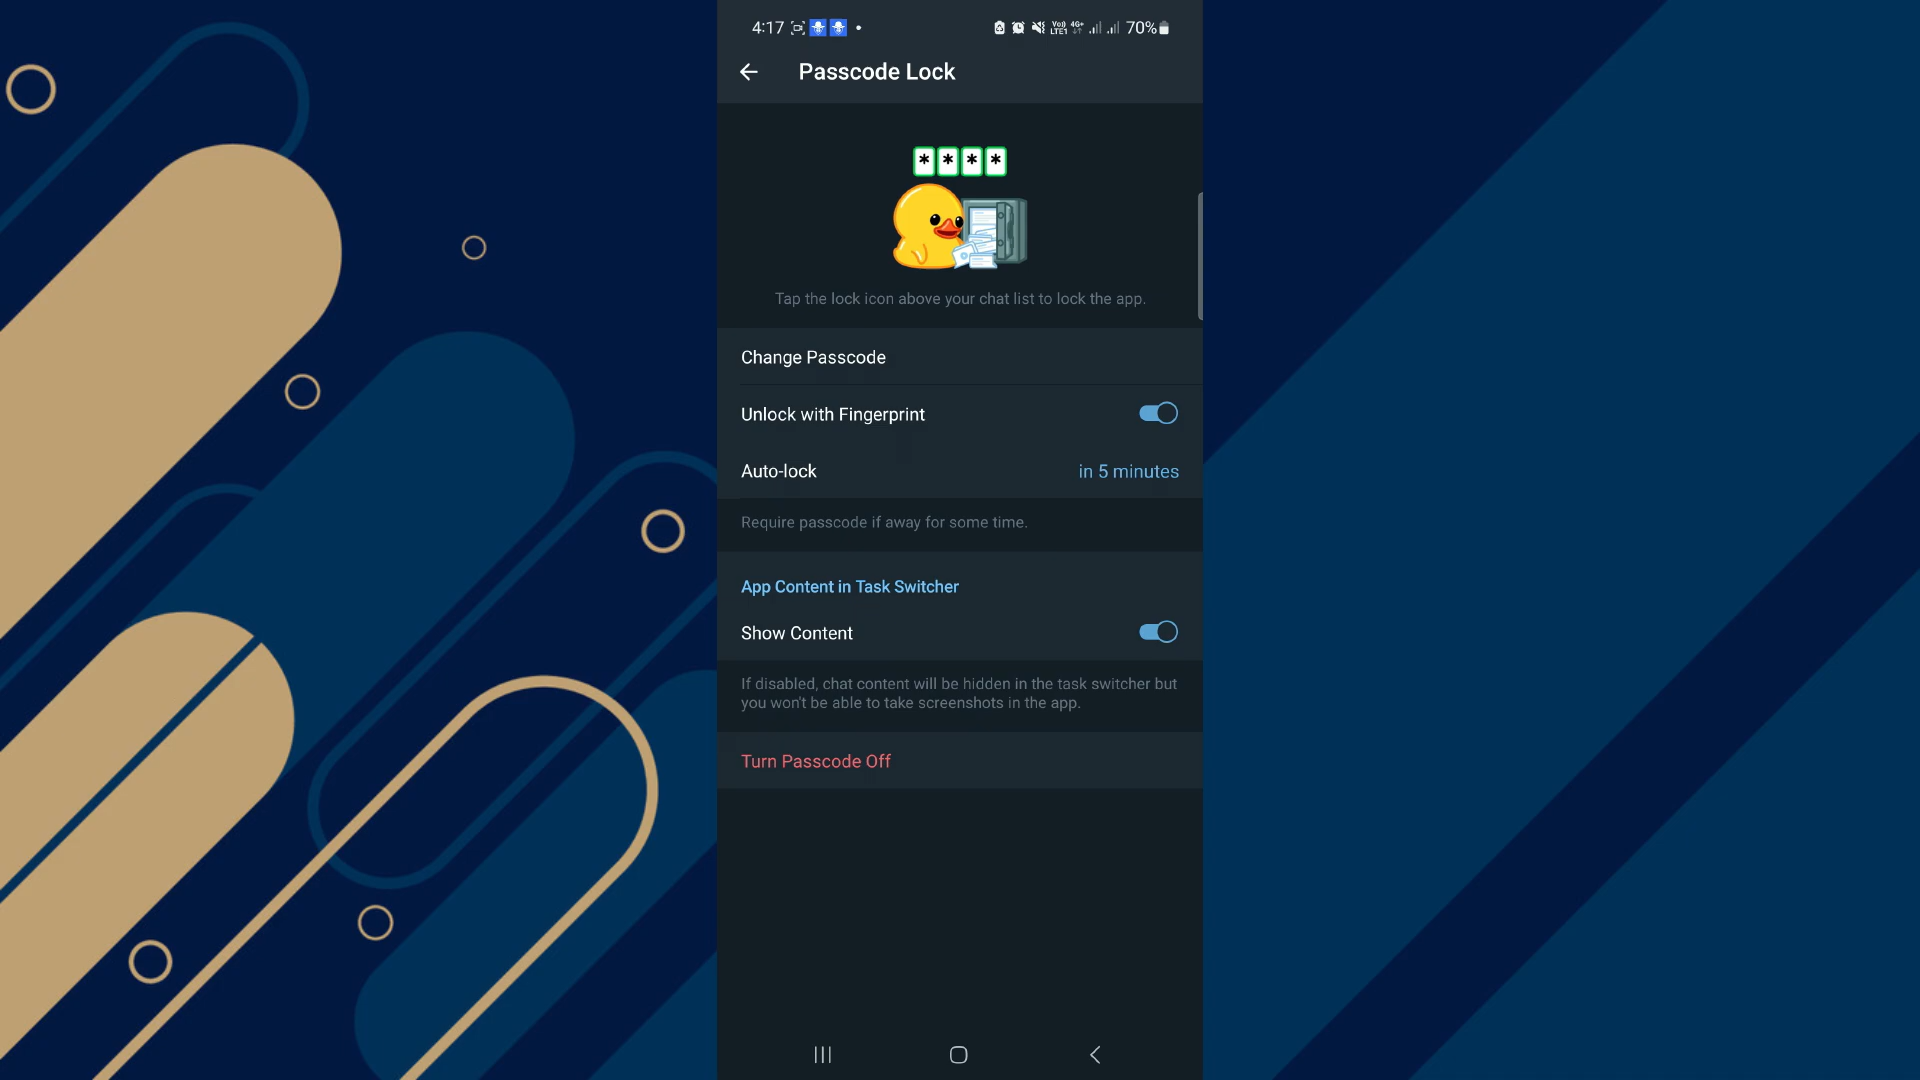 4:17
Vo)) LTE1 4G+ 70%
Passcode Lock
* * * *
Tap the lock icon above your chat list to lock the app.
Change Passcode
Unlock with Fingerprint
Auto-lock in 5 minutes
Require passcode if away for some time.
App Content in Task Switcher
Show Content
If disabled, chat content will be hidden in the task switcher but
you won't be able to take screenshots in the app.
Turn Passcode Off